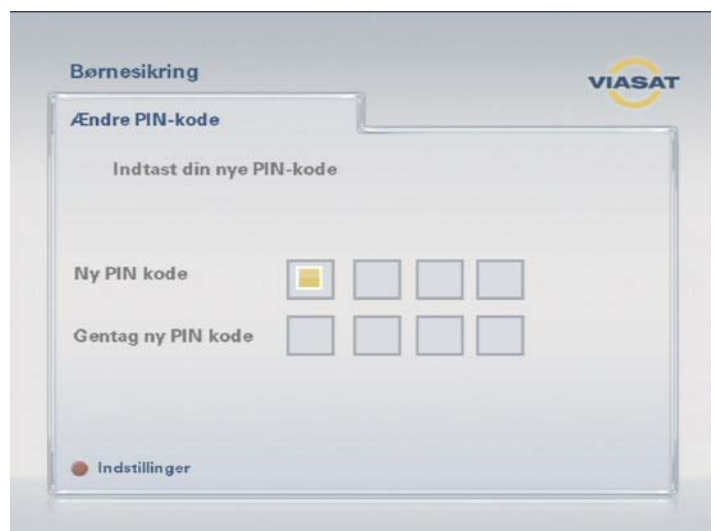 Børnesikring
VIASAT
Ændre PIN-kode
Indtast din nye PIN-kode
Ny PIN kode
Gentag ny PIN kode
Indstillinger